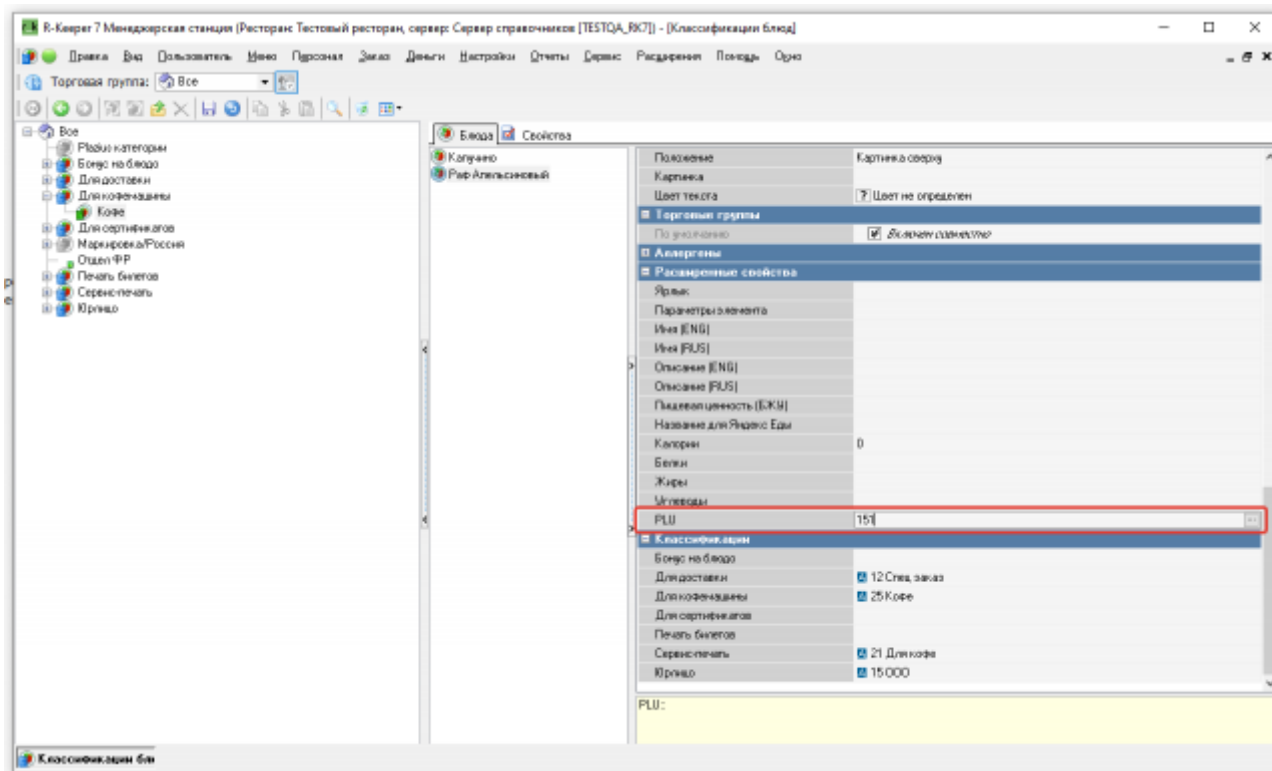 R-Keeper 7 Менеджерская станция (Ресторан: Тестовый ресторан, сервер: Сервер справочников [TESTQA_RK7]) - [Классификации блюд]
Правка Вид Пользователь Меню Персонал Заказ Деньги Настройки Отчеты Сервис Расширения Помощь Окно
Торговая группа: Все
Все
Plazius категории
Бонус на блюдо
Для доставки
Для кофемашины
Кофе
Для сертификатов
Маркировка/Россия
Отдел ФР
Печать билетов
Сервис-печать
Юрлицо
Блюда Свойства
Капучино
Раф Апельсиновый
Положение Картинка сверху
Картинка
Цвет текста ? Цвет не определен
Торговые группы
По умолчанию Включен совместно
Аллергены
Расширенные свойства
Ярлык
Параметры элемента
Имя (ENG)
Имя (RUS)
Описание (ENG)
Описание (RUS)
Пищевая ценность (БЖУ)
Название для Яндекс Еды
Калории 0
Белки
Жиры
Углеводы
PLU 151
Классификации
Бонус на блюдо
Для доставки 12 Спец. заказ
Для кофемашины 25 Кофе
Для сертификатов
Печать билетов
Сервис-печать 21 Для кофе
Юрлицо 15 ООО
PLU:
Классификации блю